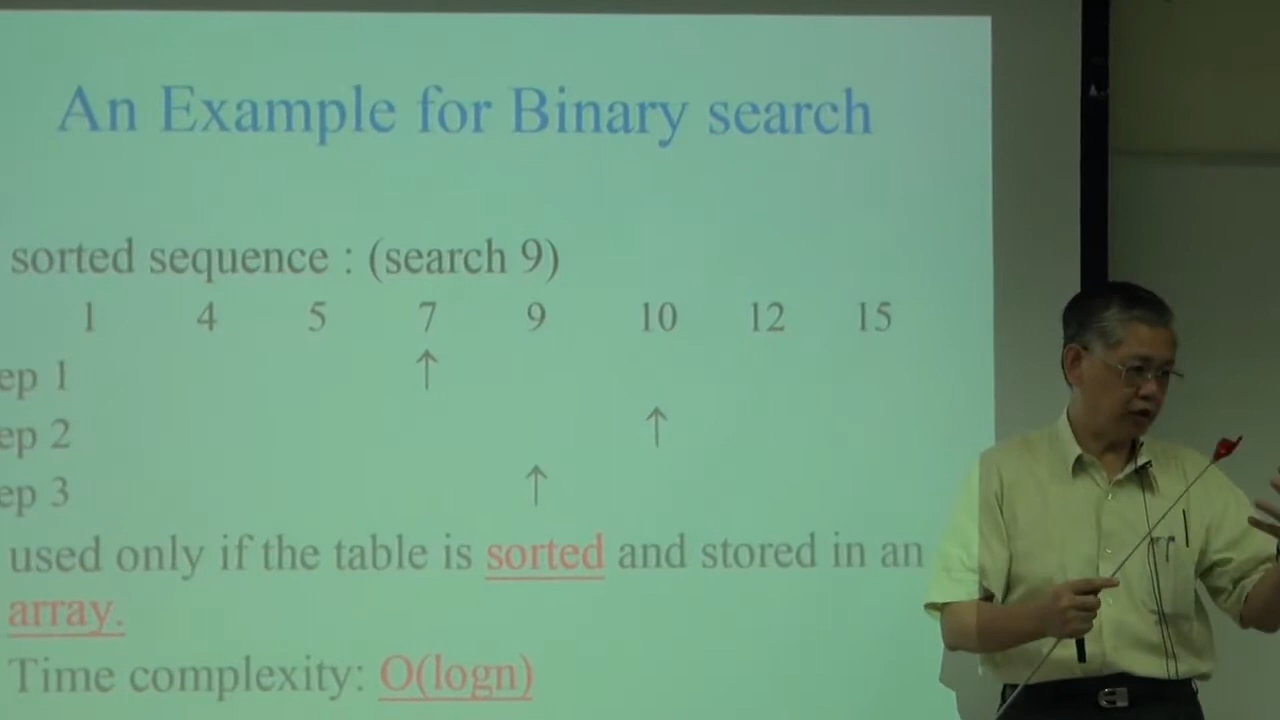 An Example for Binary search
sorted sequence : (search 9)
1 4 5 7 9 10 12 15
ep 1 ↑
ep 2 ↑
ep 3 ↑
used only if the table is sorted and stored in an
array.
Time complexity: O(logn)